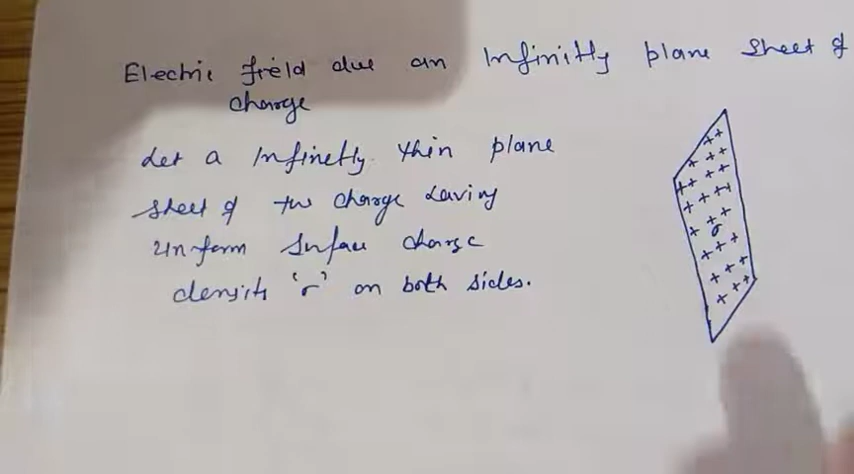 Electric field due an Infinitly plane sheet of
charge
Let a Infinetly thin plane
sheet of +ve charge having
Uniform surface charge
density 'σ' on both sides.
σ